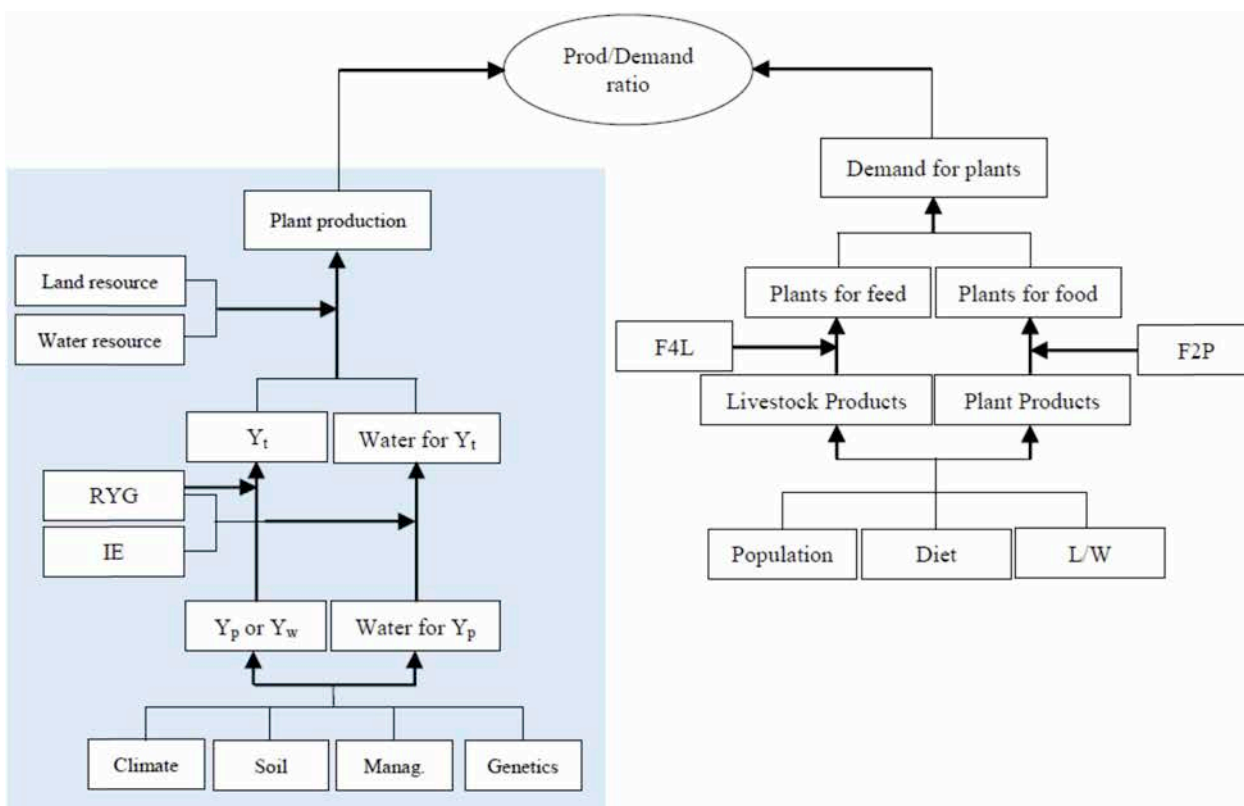 Prod/Demand
ratio
Demand for plants
Plant production
Land resource
Water resource
Plants for feed
Plants for food
F4L
F2P
Livestock Products
Plant Products
Yt
Water for Yt
RYG
IE
Population
Diet
L/W
Yp or Yw
Water for Yp
Climate
Soil
Manag.
Genetics